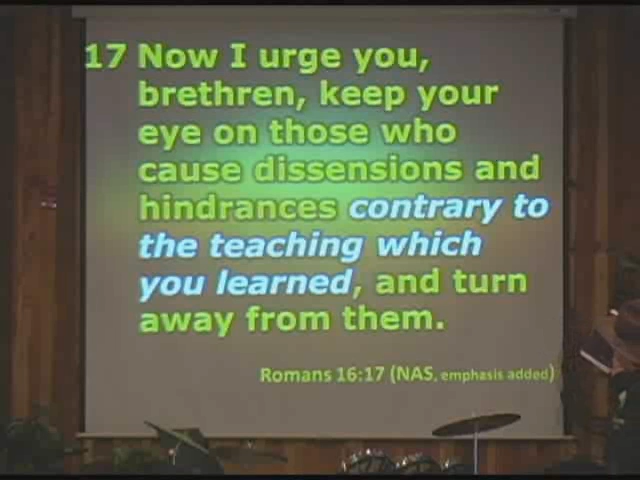 17 Now I urge you,
brethren, keep your
eye on those who
cause dissensions and
hindrances contrary to
the teaching which
you learned, and turn
away from them.
Romans 16:17 (NAS, emphasis added)